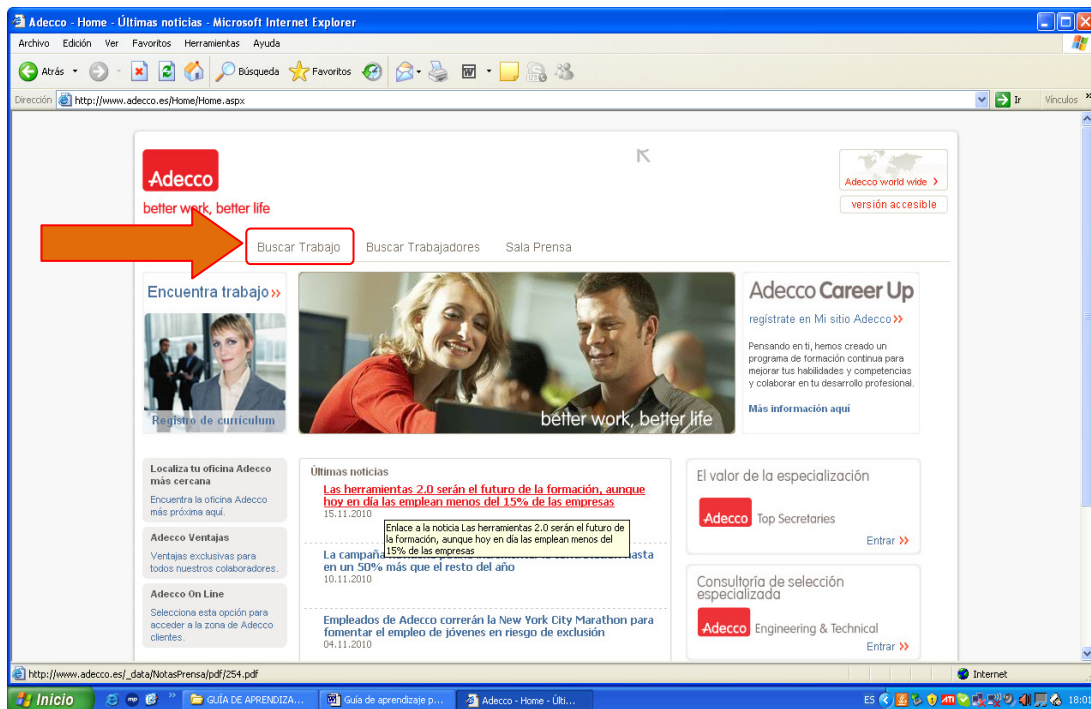 Adecco - Home - Últimas noticias - Microsoft Internet Explorer
Archivo Edición Ver Favoritos Herramientas Ayuda
Atrás Búsqueda Favoritos
Dirección http://www.adecco.es/Home/Home.aspx Ir Vínculos »
Adecco
better work, better life
Adecco world wide >
versión accesible
Buscar Trabajo Buscar Trabajadores Sala Prensa
Encuentra trabajo »
Registro de currículum
better work, better life
Adecco Career Up
regístrate en Mi sitio Adecco »
Pensando en ti, hemos creado un
programa de formación continua para
mejorar tus habilidades y competencias
y colaborar en tu desarrollo profesional.
Más información aquí
Localiza tu oficina Adecco
más cercana
Encuentra la oficina Adecco
más próxima aquí.
Adecco Ventajas
Ventajas exclusivas para
todos nuestros colaboradores.
Adecco On Line
Selecciona esta opción para
acceder a la zona de Adecco
clientes.
Últimas noticias
Las herramientas 2.0 serán el futuro de la formación, aunque
hoy en día las emplean menos del 15% de las empresas
15.11.2010
Enlace a la noticia Las herramientas 2.0 serán el futuro de
la formación, aunque hoy en día las emplean menos del
15% de las empresas
La campaña hasta
en un 50% más que el resto del año
10.11.2010
Empleados de Adecco correrán la New York City Marathon para
fomentar el empleo de jóvenes en riesgo de exclusión
04.11.2010
El valor de la especialización
Adecco Top Secretaries
Entrar »
Consultoría de selección
especializada
Adecco Engineering & Technical
Entrar »
http://www.adecco.es/_data/NotasPrensa/pdf/254.pdf Internet
Inicio » GUÍA DE APRENDIZA... Guía de aprendizaje p... Adecco - Home - Últi... ES 18:01